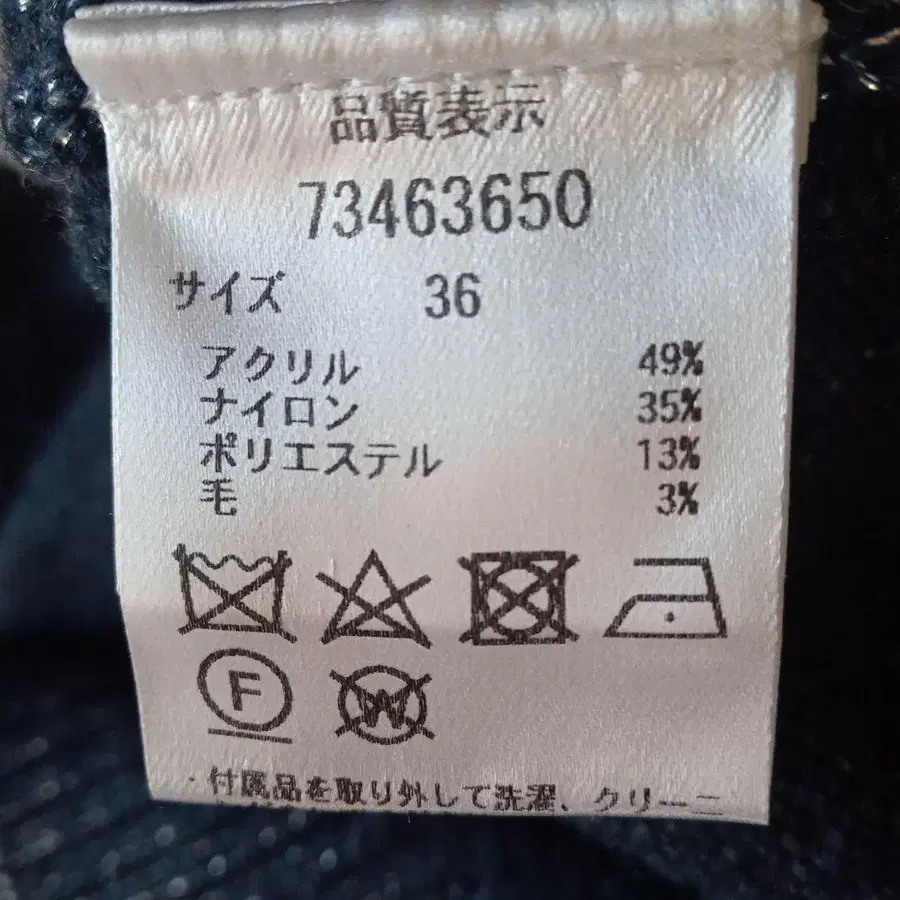 品質表示
73463650
サイズ 36
アクリル 49%
ナイロン 35%
ポリエステル 13%
毛 3%
F
W
・付属品を取り外して洗濯、クリーニ